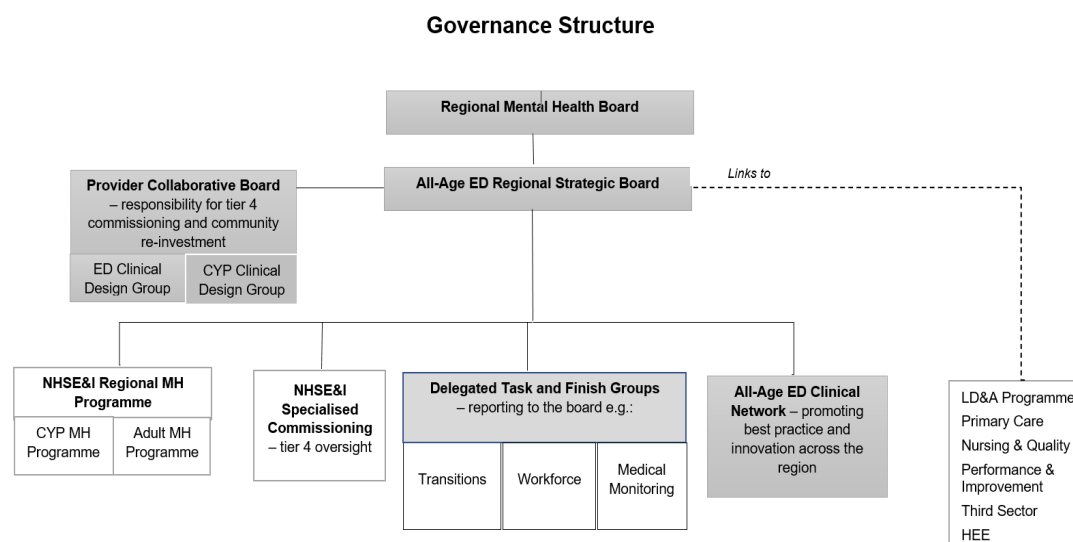 Governance Structure
Regional Mental Health Board
All-Age ED Regional Strategic Board
Links to
Provider Collaborative Board
– responsibility for tier 4
commissioning and community
re-investment
ED Clinical
Design Group
CYP Clinical
Design Group
NHSE&I Regional MH
Programme
CYP MH
Programme
Adult MH
Programme
NHSE&I
Specialised
Commissioning
– tier 4 oversight
Delegated Task and Finish Groups
– reporting to the board e.g.:
Transitions
Workforce
Medical
Monitoring
All-Age ED Clinical
Network – promoting
best practice and
innovation across the
region
LD&A Programme
Primary Care
Nursing & Quality
Performance &
Improvement
Third Sector
HEE